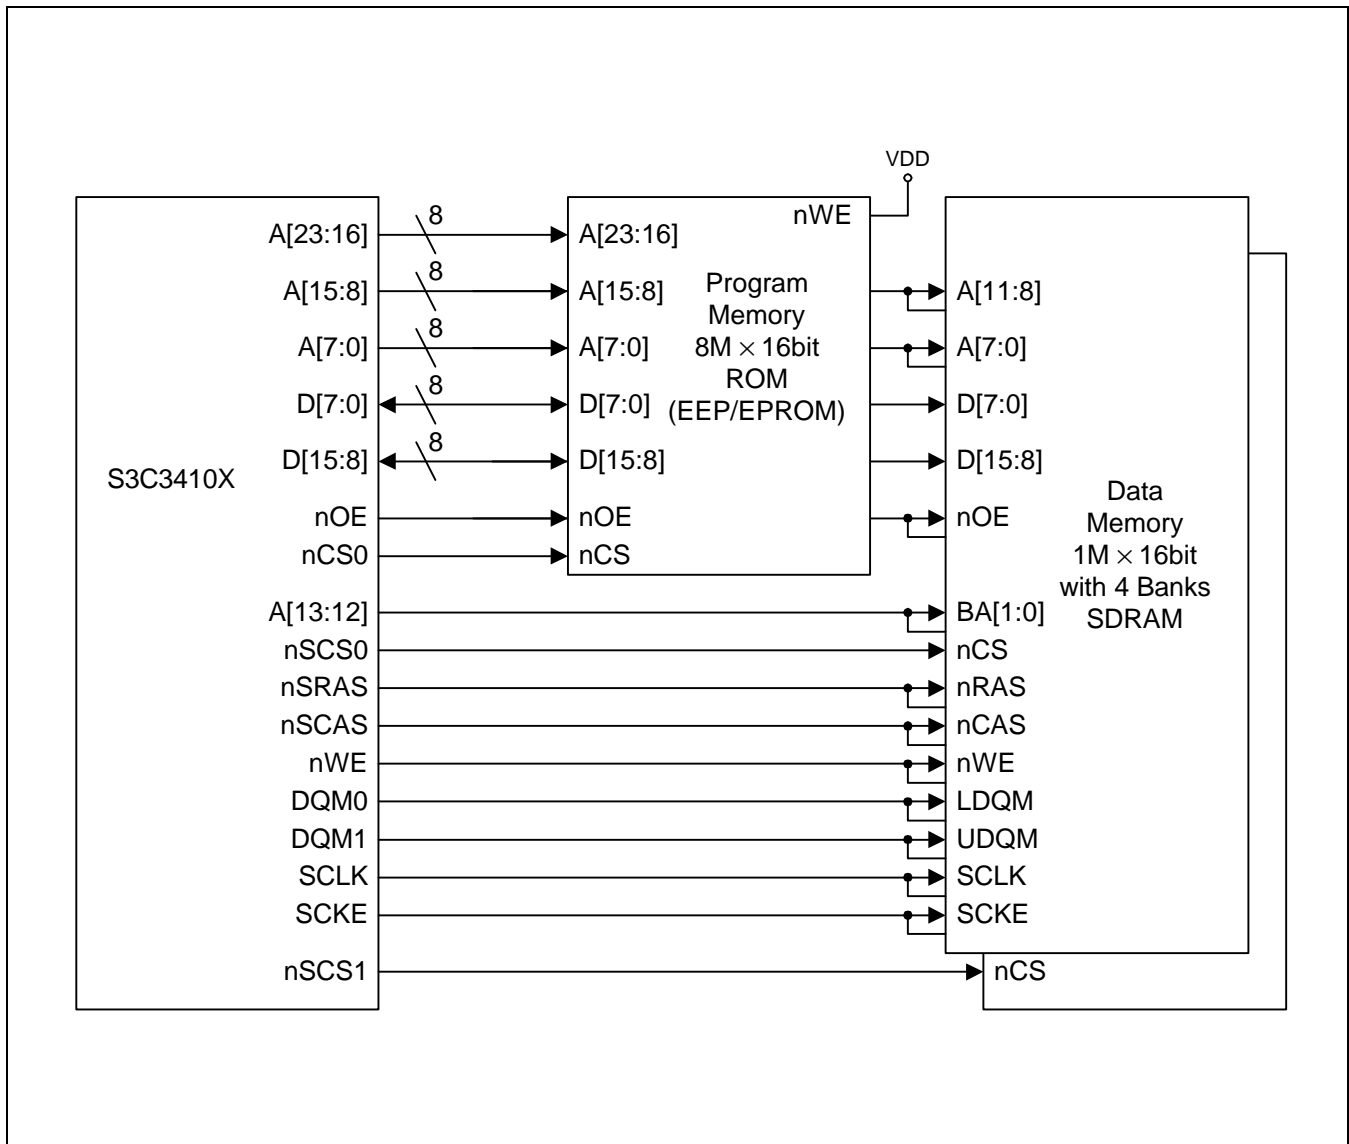 VDD
S3C3410X
A[23:16]
A[15:8]
A[7:0]
D[7:0]
D[15:8]
nOE
nCS0
A[13:12]
nSCS0
nSRAS
nSCAS
nWE
DQM0
DQM1
SCLK
SCKE
nSCS1
8
8
8
8
8
nWE
A[23:16]
A[15:8]
A[7:0]
D[7:0]
D[15:8]
nOE
nCS
Program
Memory
8M × 16bit
ROM
(EEP/EPROM)
A[11:8]
A[7:0]
D[7:0]
D[15:8]
nOE
BA[1:0]
nCS
nRAS
nCAS
nWE
LDQM
UDQM
SCLK
SCKE
Data
Memory
1M × 16bit
with 4 Banks
SDRAM
nCS